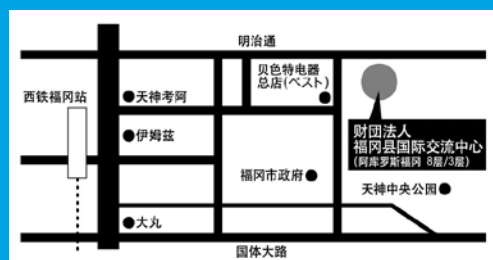 明治通
贝色特电器
总店(ベスト)
西铁福冈站
天神考阿
伊姆兹
财团法人
福冈县国际交流中心
(阿库罗斯福冈 8层/3层)
福冈市政府
天神中央公园
大丸
国体大路